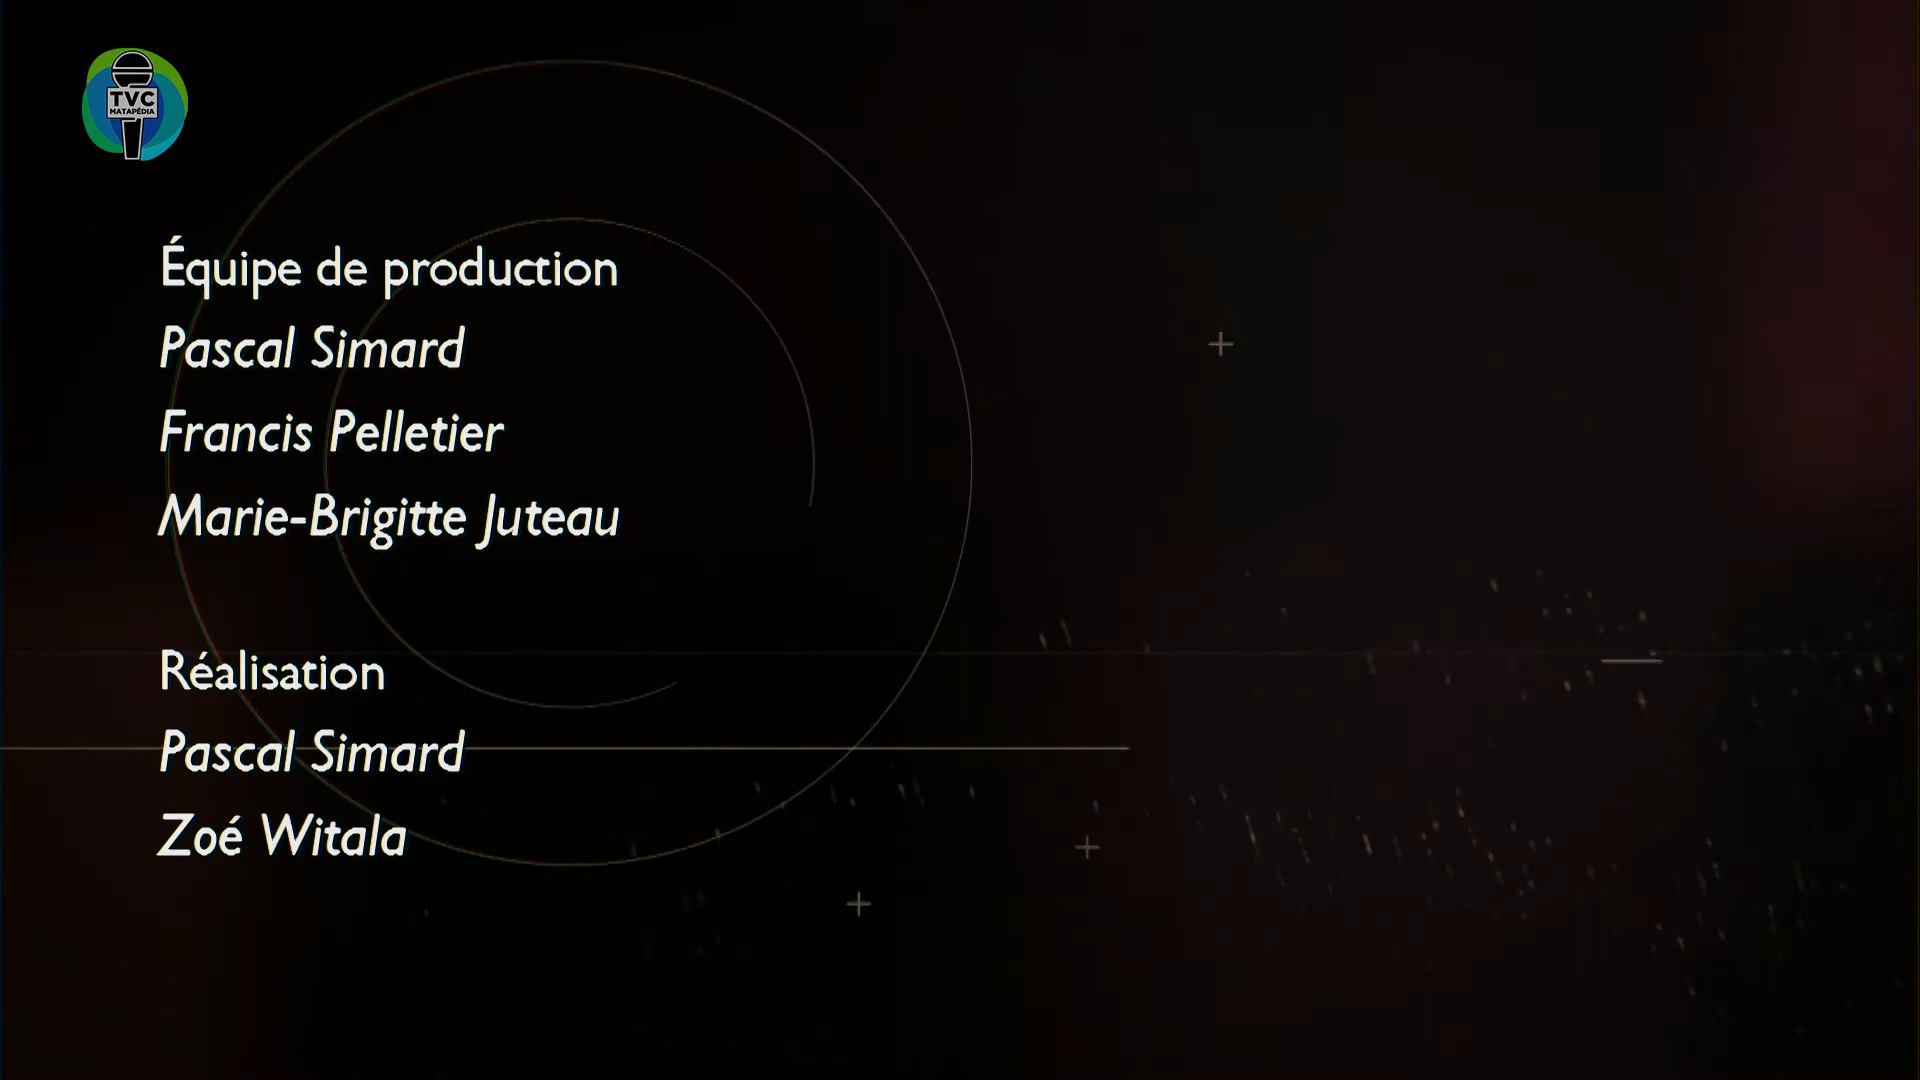 TVC
MATAPÉDIA
Équipe de production
Pascal Simard
Francis Pelletier
Marie-Brigitte Juteau
Réalisation
Pascal Simard
Zoé Witala